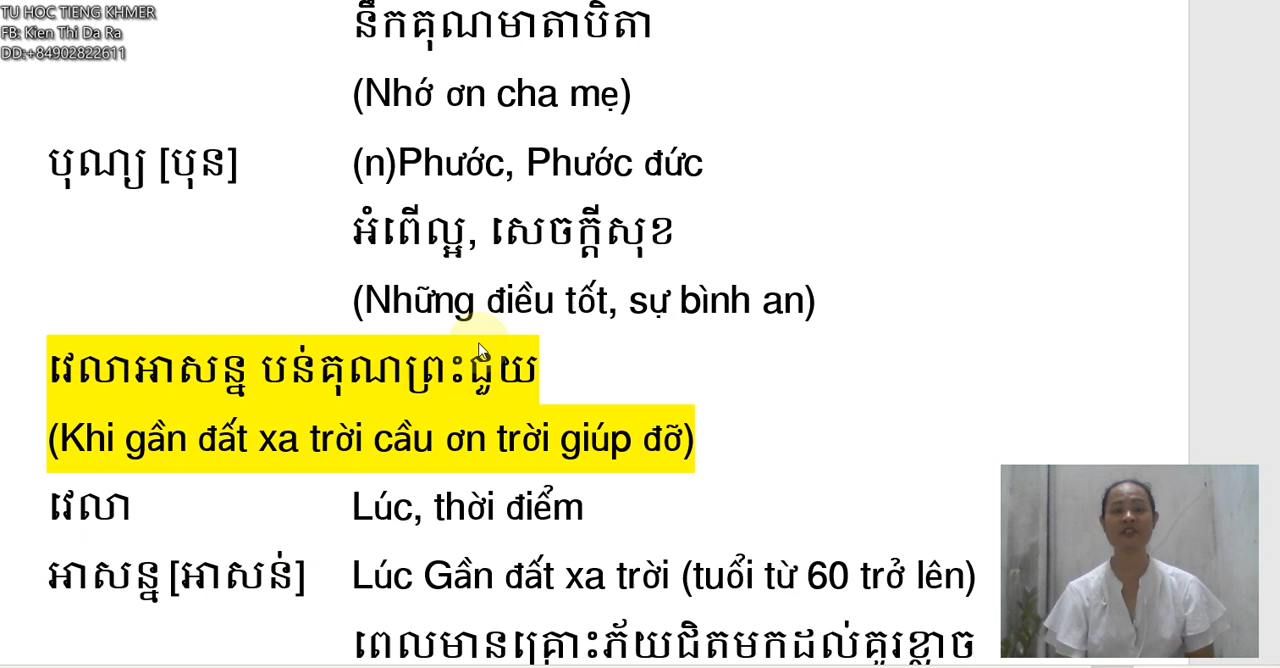 TU HOC TIENG KHMER
FB: Kien Thi Da Ra
DD:+84902822611
នឹកគុណមាតាបិតា
(Nhớ ơn cha mẹ)
បុណ្យ [បុន] (n)Phước, Phước đức
អំពើល្អ, សេចក្ដីសុខ
(Những điều tốt, sự bình an)
វេលាអាសន្ន បន់គុណព្រះជួយ
(Khi gần đất xa trời cầu ơn trời giúp đỡ)
វេលា Lúc, thời điểm
អាសន្ន [អាសន់] Lúc Gần đất xa trời (tuổi từ 60 trở lên)
ពេលមានគ្រោះភ័យជិតមកដល់គួរខ្លាច